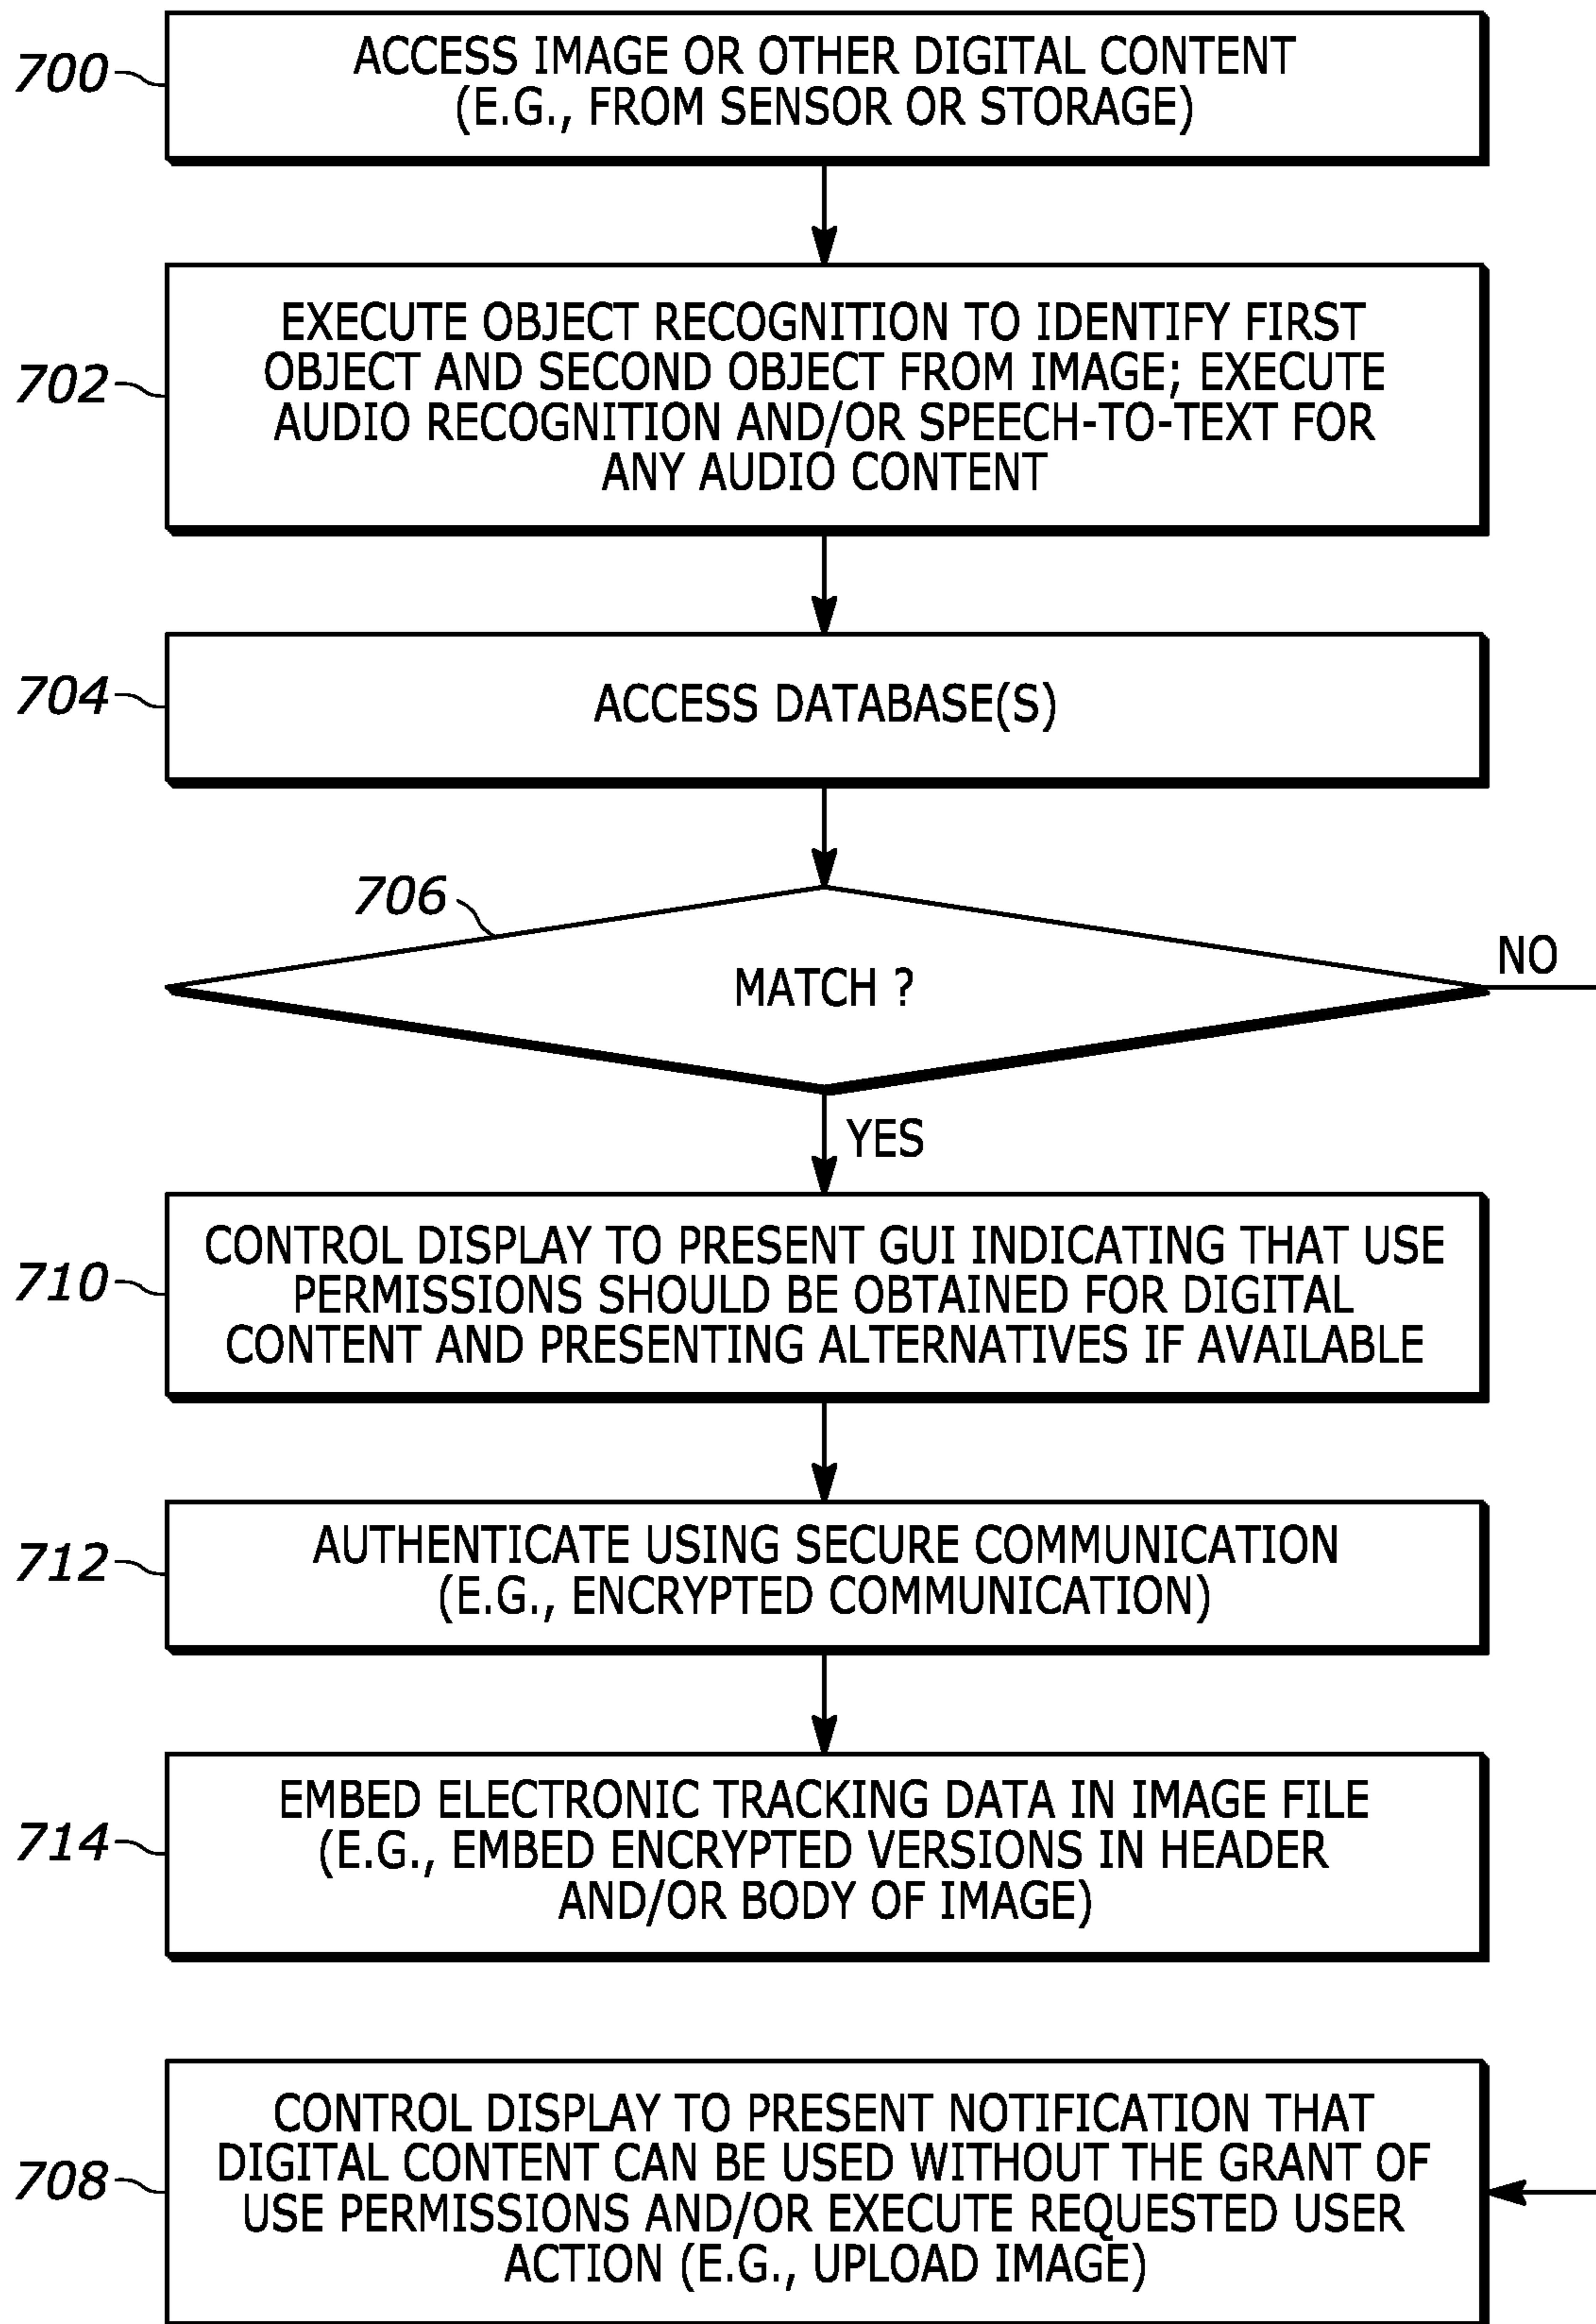 700
ACCESS IMAGE OR OTHER DIGITAL CONTENT
(E.G., FROM SENSOR OR STORAGE)
702
EXECUTE OBJECT RECOGNITION TO IDENTIFY FIRST
OBJECT AND SECOND OBJECT FROM IMAGE; EXECUTE
AUDIO RECOGNITION AND/OR SPEECH-TO-TEXT FOR
ANY AUDIO CONTENT
704
ACCESS DATABASE(S)
706
MATCH ?
NO
YES
710
CONTROL DISPLAY TO PRESENT GUI INDICATING THAT USE
PERMISSIONS SHOULD BE OBTAINED FOR DIGITAL
CONTENT AND PRESENTING ALTERNATIVES IF AVAILABLE
712
AUTHENTICATE USING SECURE COMMUNICATION
(E.G., ENCRYPTED COMMUNICATION)
714
EMBED ELECTRONIC TRACKING DATA IN IMAGE FILE
(E.G., EMBED ENCRYPTED VERSIONS IN HEADER
AND/OR BODY OF IMAGE)
708
CONTROL DISPLAY TO PRESENT NOTIFICATION THAT
DIGITAL CONTENT CAN BE USED WITHOUT THE GRANT OF
USE PERMISSIONS AND/OR EXECUTE REQUESTED USER
ACTION (E.G., UPLOAD IMAGE)